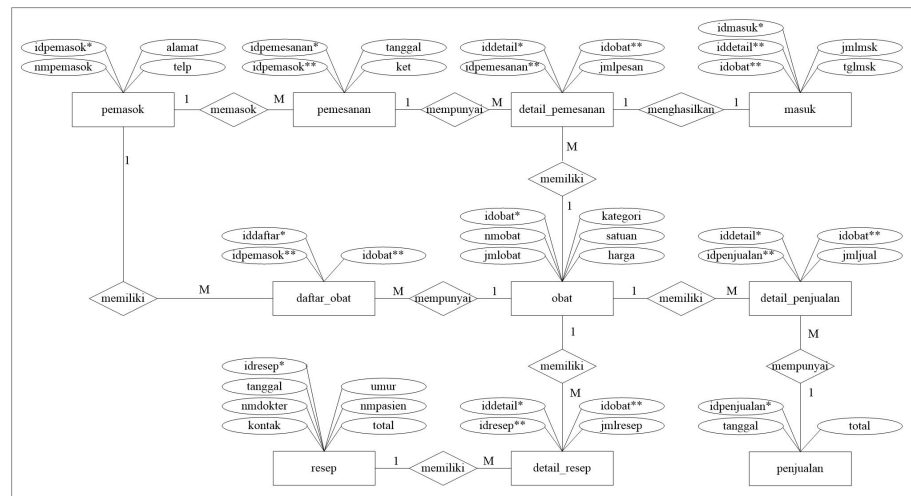 idpemasok*
nmpemasok
alamat
telp
pemasok
1
memasok
M
idpemesanan*
idpemasok**
tanggal
ket
pemesanan
1
mempunyai
M
iddetail*
idpemesanan**
idobat**
jmlpesan
detail_pemesanan
1
menghasilkan
1
idmasuk*
iddetail**
idobat**
jmlmsk
tglmsk
masuk
1
memiliki
M
M
memiliki
1
iddaftar*
idpemasok**
idobat**
daftar_obat
M
mempunyai
1
idobat*
nmobat
jmlobat
kategori
satuan
harga
obat
1
memiliki
M
iddetail*
idpenjualan**
idobat**
jmljual
detail_penjualan
1
memiliki
M
M
mempunyai
1
idresep*
tanggal
nmdokter
kontak
umur
nmpasien
total
resep
1
memiliki
M
iddetail*
idresep**
idobat**
jmlresep
detail_resep
idpenjualan*
tanggal
total
penjualan